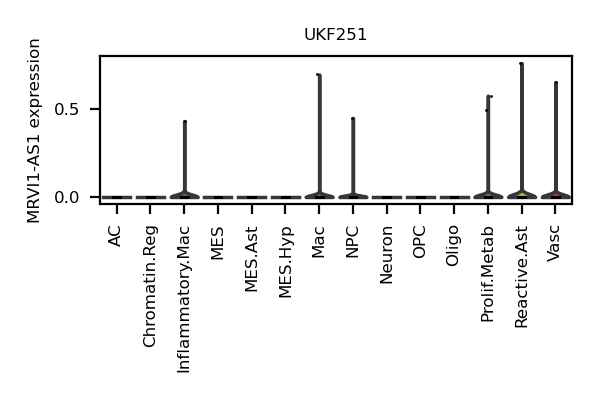 UKF251
MRVI1-AS1 expression
0.5
0.0
AC
Chromatin.Reg
Inflammatory.Mac
MES
MES.Ast
MES.Hyp
Mac
NPC
Neuron
OPC
Oligo
Prolif.Metab
Reactive.Ast
Vasc